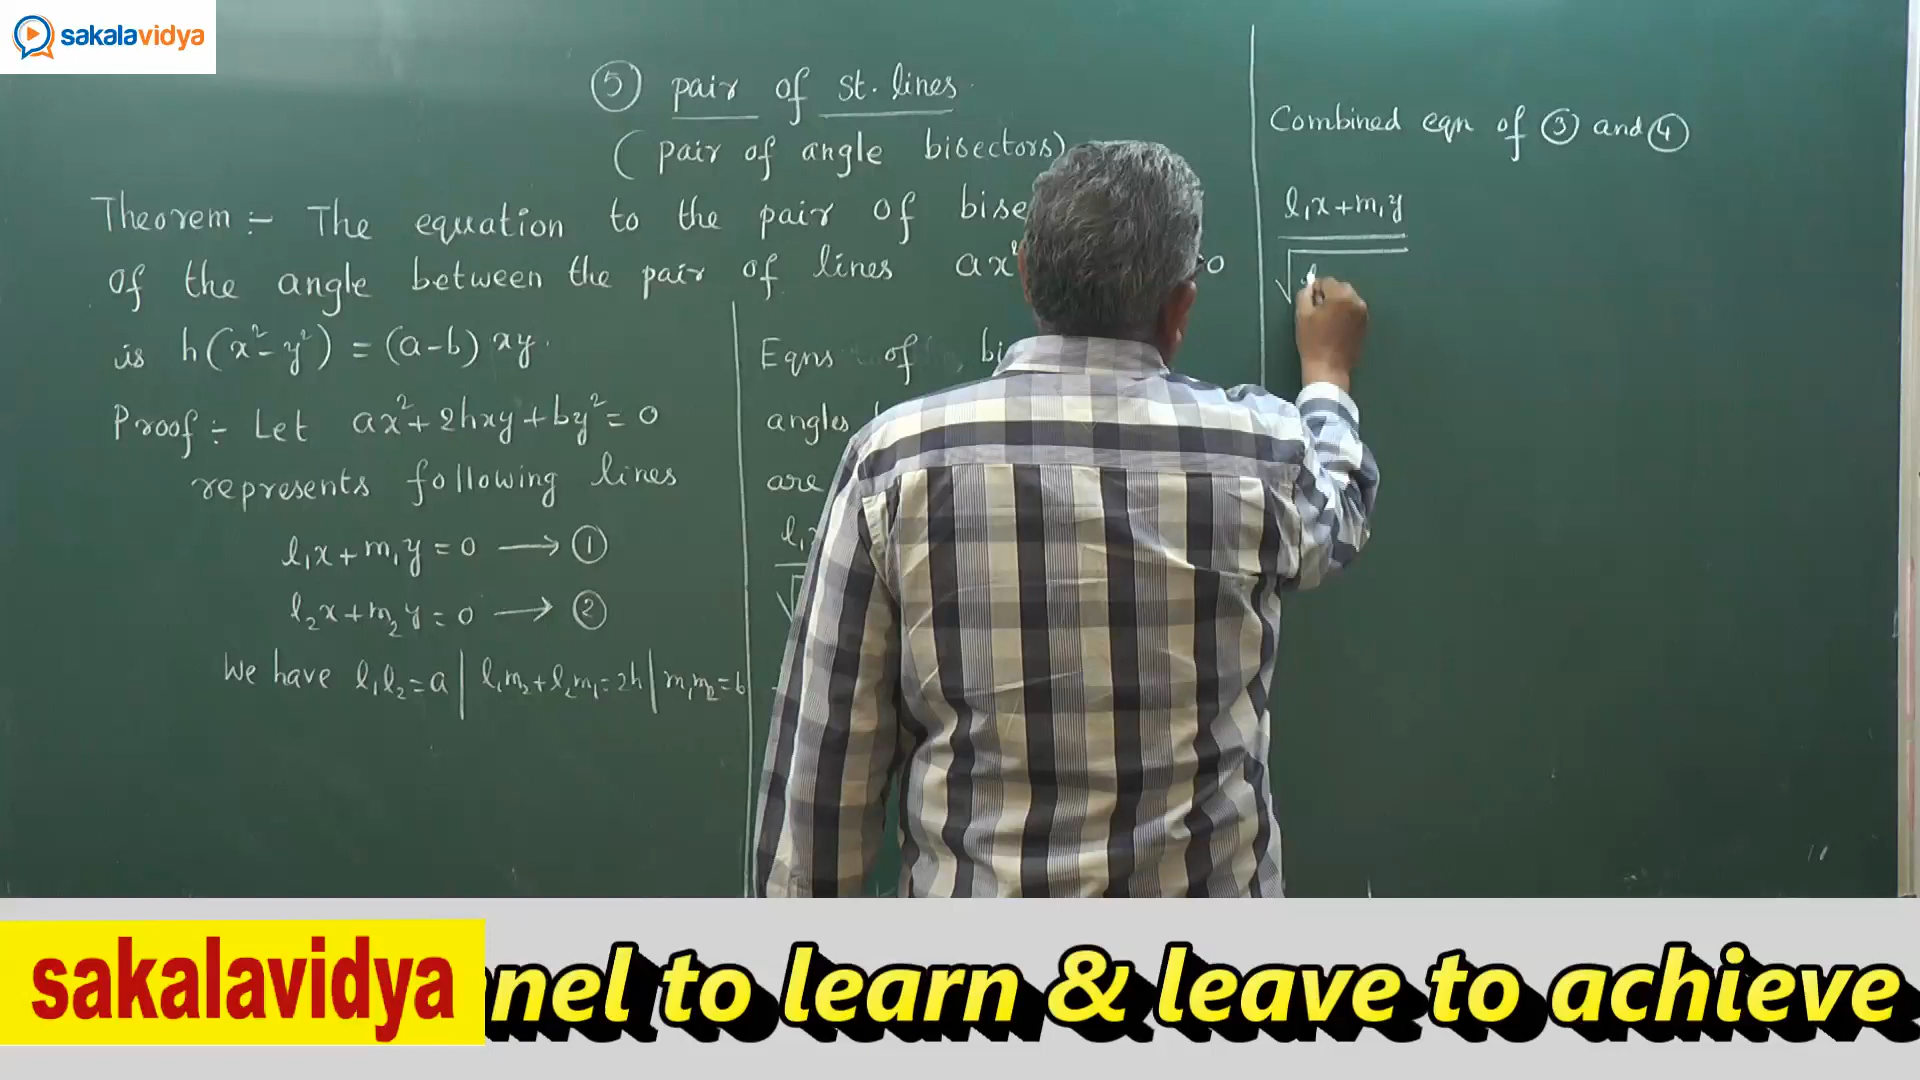 sakalavidya
⑤ pair of st. lines
(pair of angle bisectors)
Theorem :- The equation to the pair of
of the angle between the pair of lines
is h(x²-y²) = (a-b) xy.
Proof :- Let ax²+2hxy+by²=0
represents following lines
l₁x+m₁y=0 → ①
l₂x+m₂y=0 → ②
We have l₁l₂=a | l₁m₂+l₂m₁=2h | m₁m₂=b
Eqns of
angles
are
Combined eqn of ③ and ④
l₁x+m₁y
sakalavidya
to learn & leave to achieve